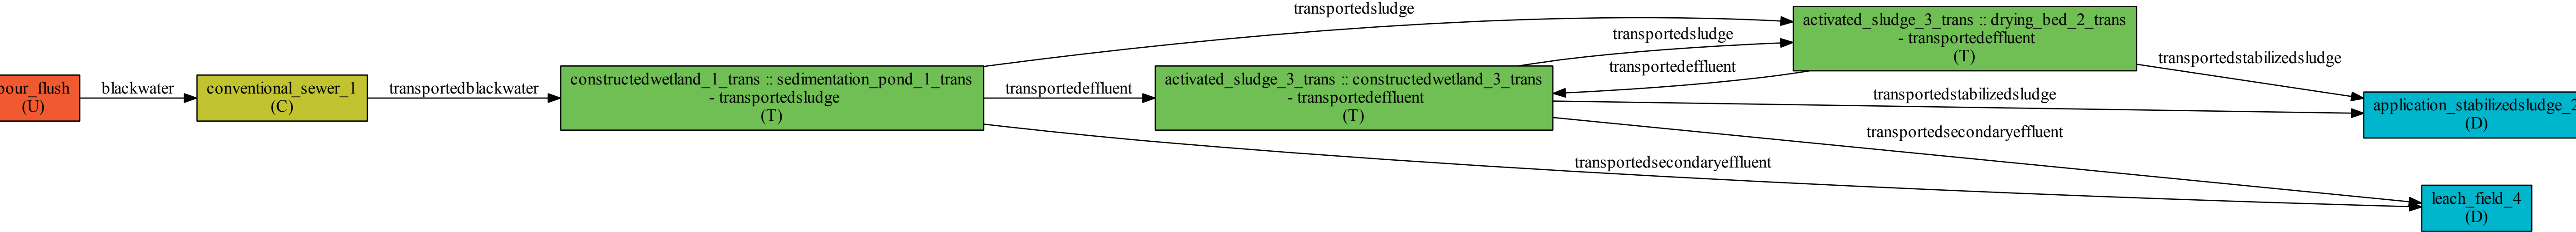 pour_flush
(U)
blackwater
conventional_sewer_1
(C)
transportedblackwater
constructedwetland_1_trans :: sedimentation_pond_1_trans
- transportedsludge
(T)
transportedsludge
transportedeffluent
transportedsecondaryeffluent
activated_sludge_3_trans :: constructedwetland_3_trans
- transportedeffluent
(T)
transportedsludge
transportedeffluent
transportedstabilizedsludge
transportedsecondaryeffluent
activated_sludge_3_trans :: drying_bed_2_trans
- transportedeffluent
(T)
transportedstabilizedsludge
application_stabilizedsludge_2
(D)
leach_field_4
(D)